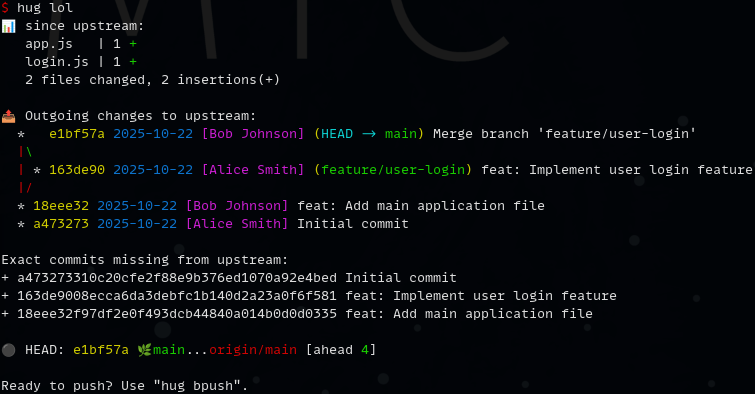 $ hug lol
📊 since upstream:
   app.js   | 1 +
   login.js | 1 +
   2 files changed, 2 insertions(+)
📤 Outgoing changes to upstream:
  *   e1bf57a 2025-10-22 [Bob Johnson] (HEAD → main) Merge branch 'feature/user-login'
  |\
  | * 163de90 2025-10-22 [Alice Smith] (feature/user-login) feat: Implement user login feature
  |/
  * 18eee32 2025-10-22 [Bob Johnson] feat: Add main application file
  * a473273 2025-10-22 [Alice Smith] Initial commit
Exact commits missing from upstream:
+ a473273310c20cfe2f88e9b376ed1070a92e4bed Initial commit
+ 163de9008ecca6da3debfc1b140d2a23a0f6f581 feat: Implement user login feature
+ 18eee32f97df2e0f493dcb44840a014b0d0d0335 feat: Add main application file
⚫ HEAD: e1bf57a 🌿main...origin/main [ahead 4]
Ready to push? Use "hug bpush".